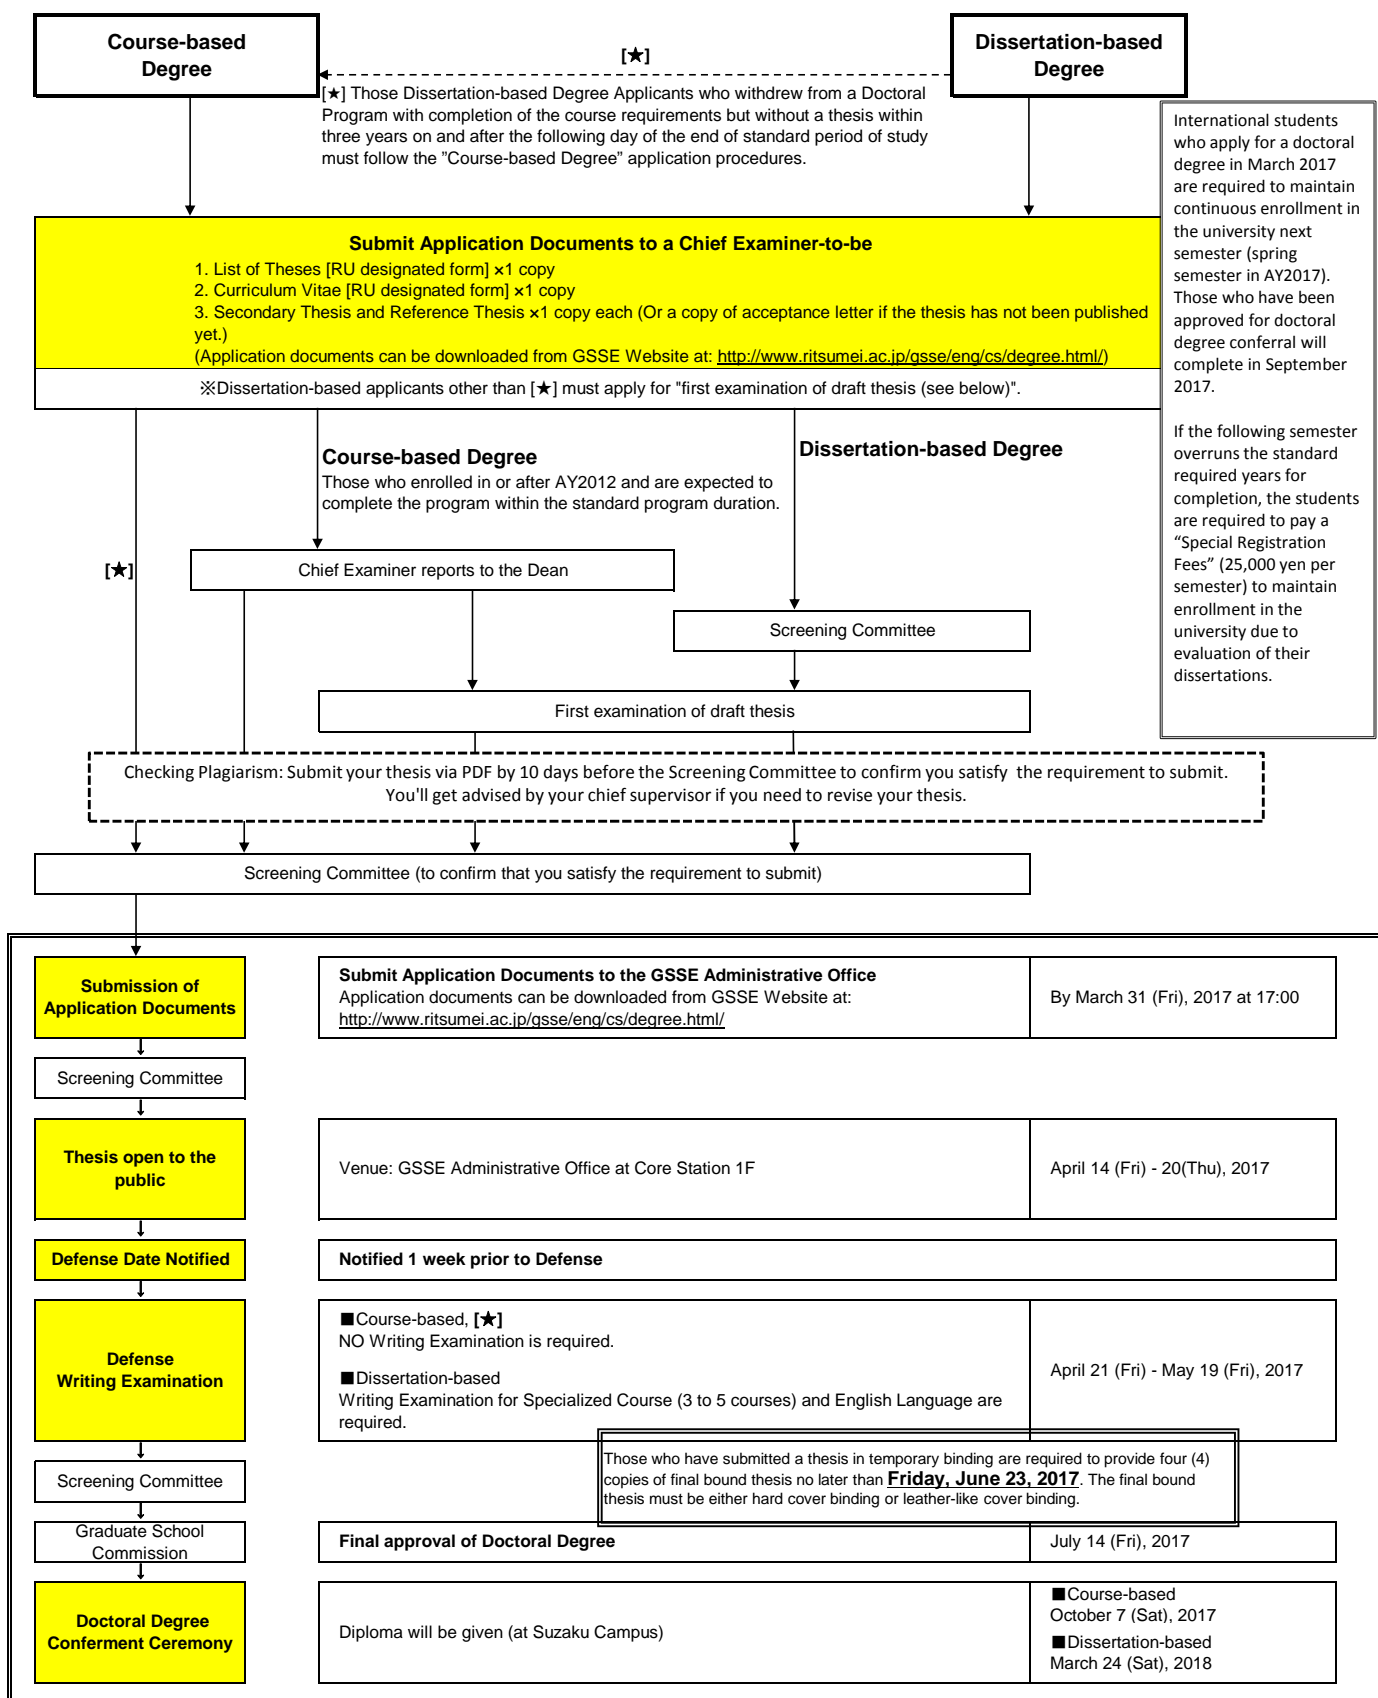 Course-based
Degree
[★]
Dissertation-based
Degree
[★] Those Dissertation-based Degree Applicants who withdrew from a Doctoral
Program with completion of the course requirements but without a thesis within
three years on and after the following day of the end of standard period of study
must follow the "Course-based Degree" application procedures.
International students
who apply for a doctoral
degree in March 2017
are required to maintain
continuous enrollment in
the university next
semester (spring
semester in AY2017).
Those who have been
approved for doctoral
degree conferral will
complete in September
2017.
If the following semester
overruns the standard
required years for
completion, the students
are required to pay a
“Special Registration
Fees” (25,000 yen per
semester) to maintain
enrollment in the
university due to
evaluation of their
dissertations.
Submit Application Documents to a Chief Examiner-to-be
1. List of Theses [RU designated form] ×1 copy
2. Curriculum Vitae [RU designated form] ×1 copy
3. Secondary Thesis and Reference Thesis ×1 copy each (Or a copy of acceptance letter if the thesis has not been published
yet.)
(Application documents can be downloaded from GSSE Website at: http://www.ritsumei.ac.jp/gsse/eng/cs/degree.html/)
※Dissertation-based applicants other than [★] must apply for "first examination of draft thesis (see below)".
Course-based Degree
Those who enrolled in or after AY2012 and are expected to
complete the program within the standard program duration.
Dissertation-based Degree
[★]
Chief Examiner reports to the Dean
Screening Committee
First examination of draft thesis
Checking Plagiarism: Submit your thesis via PDF by 10 days before the Screening Committee to confirm you satisfy the requirement to submit.
You'll get advised by your chief supervisor if you need to revise your thesis.
Screening Committee (to confirm that you satisfy the requirement to submit)
Submission of
Application Documents
Submit Application Documents to the GSSE Administrative Office
Application documents can be downloaded from GSSE Website at:
http://www.ritsumei.ac.jp/gsse/eng/cs/degree.html/
By March 31 (Fri), 2017 at 17:00
Screening Committee
Thesis open to the
public
Venue: GSSE Administrative Office at Core Station 1F
April 14 (Fri) - 20(Thu), 2017
Defense Date Notified
Notified 1 week prior to Defense
Defense
Writing Examination
■Course-based, [★]
NO Writing Examination is required.
■Dissertation-based
Writing Examination for Specialized Course (3 to 5 courses) and English Language are
required.
April 21 (Fri) - May 19 (Fri), 2017
Those who have submitted a thesis in temporary binding are required to provide four (4)
copies of final bound thesis no later than Friday, June 23, 2017. The final bound
thesis must be either hard cover binding or leather-like cover binding.
Screening Committee
Graduate School
Commission
Final approval of Doctoral Degree
July 14 (Fri), 2017
Doctoral Degree
Conferment Ceremony
Diploma will be given (at Suzaku Campus)
■Course-based
October 7 (Sat), 2017
■Dissertation-based
March 24 (Sat), 2018